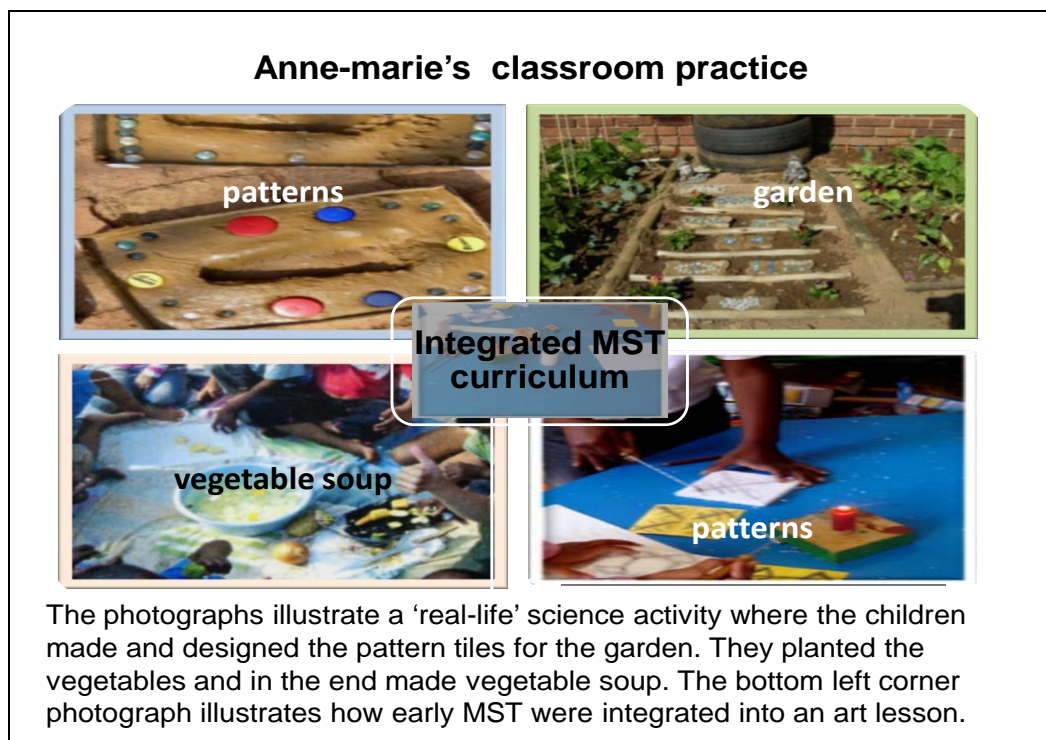 Anne-marie’s classroom practice
patterns
garden
Integrated MST
curriculum
vegetable soup
patterns
The photographs illustrate a ‘real-life’ science activity where the children
made and designed the pattern tiles for the garden. They planted the
vegetables and in the end made vegetable soup. The bottom left corner
photograph illustrates how early MST were integrated into an art lesson.